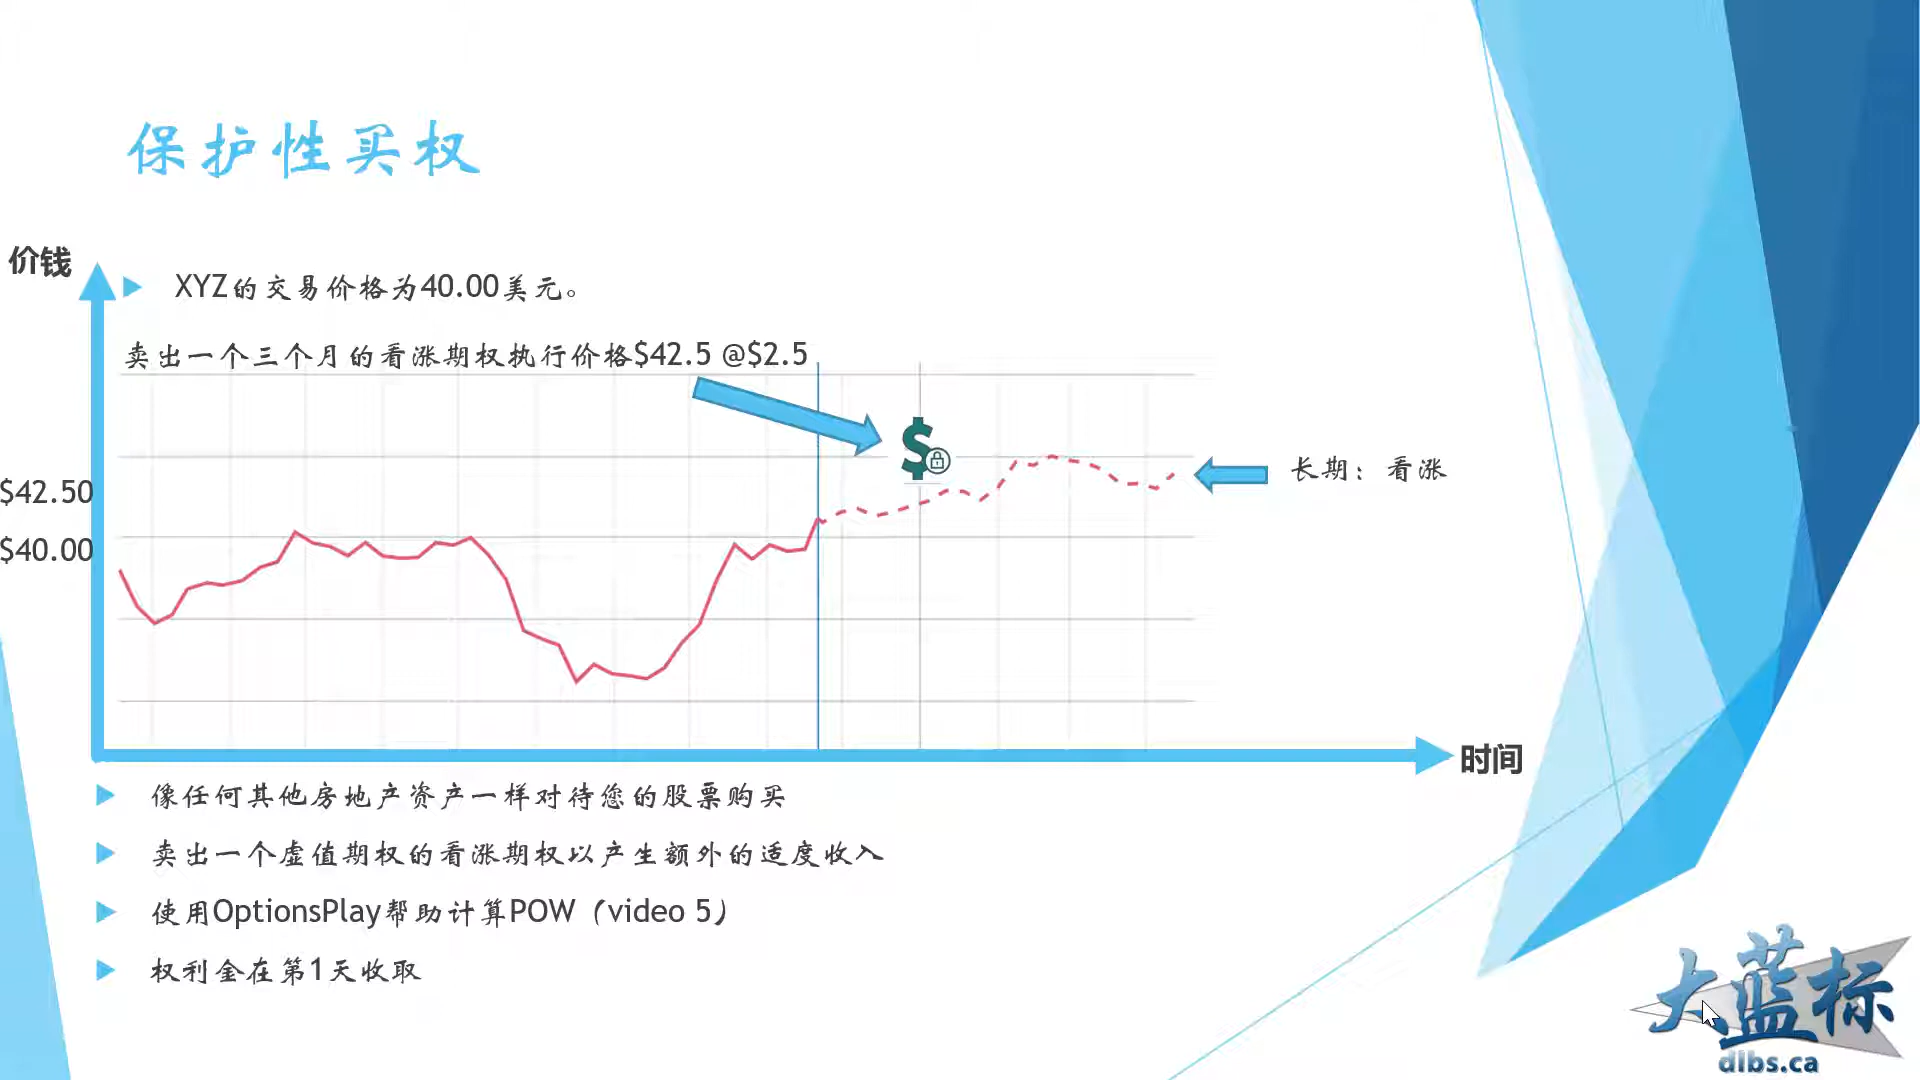 保护性买权
价钱
XYZ的交易价格为40.00美元。
卖出一个三个月的看涨期权执行价格$42.5 @$2.5
$
长期：看涨
$42.50
$40.00
时间
像任何其他房地产资产一样对待您的股票购买
卖出一个虚值期权的看涨期权以产生额外的适度收入
使用OptionsPlay帮助计算POW（video 5）
权利金在第1天收取
大蓝标
dlbs.ca